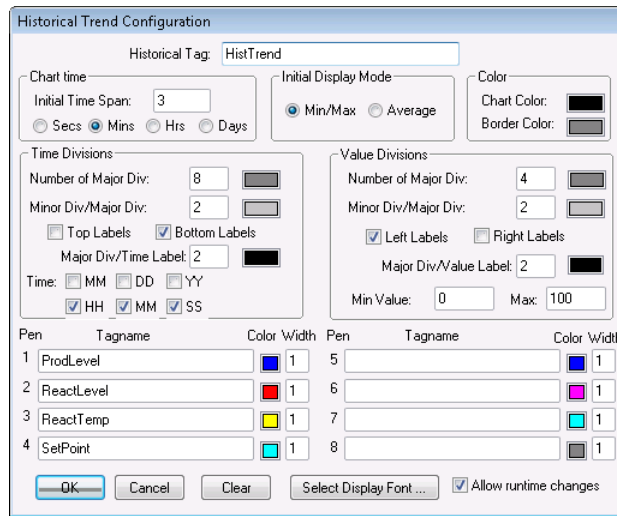 Historical Trend Configuration
Historical Tag: HistTrend
Chart time
Initial Time Span: 3
Secs Mins Hrs Days
Initial Display Mode
Min/Max Average
Color
Chart Color:
Border Color:
Time Divisions
Number of Major Div: 8
Minor Div/Major Div: 2
Top Labels Bottom Labels
Major Div/Time Label: 2
Time: MM DD YY
HH MM SS
Value Divisions
Number of Major Div: 4
Minor Div/Major Div: 2
Left Labels Right Labels
Major Div/Value Label: 2
Min Value: 0 Max: 100
Pen Tagname Color Width Pen Tagname Color Width
1 ProdLevel 1 5 1
2 ReactLevel 1 6 1
3 ReactTemp 1 7 1
4 SetPoint 1 8 1
OK Cancel Clear Select Display Font ... Allow runtime changes